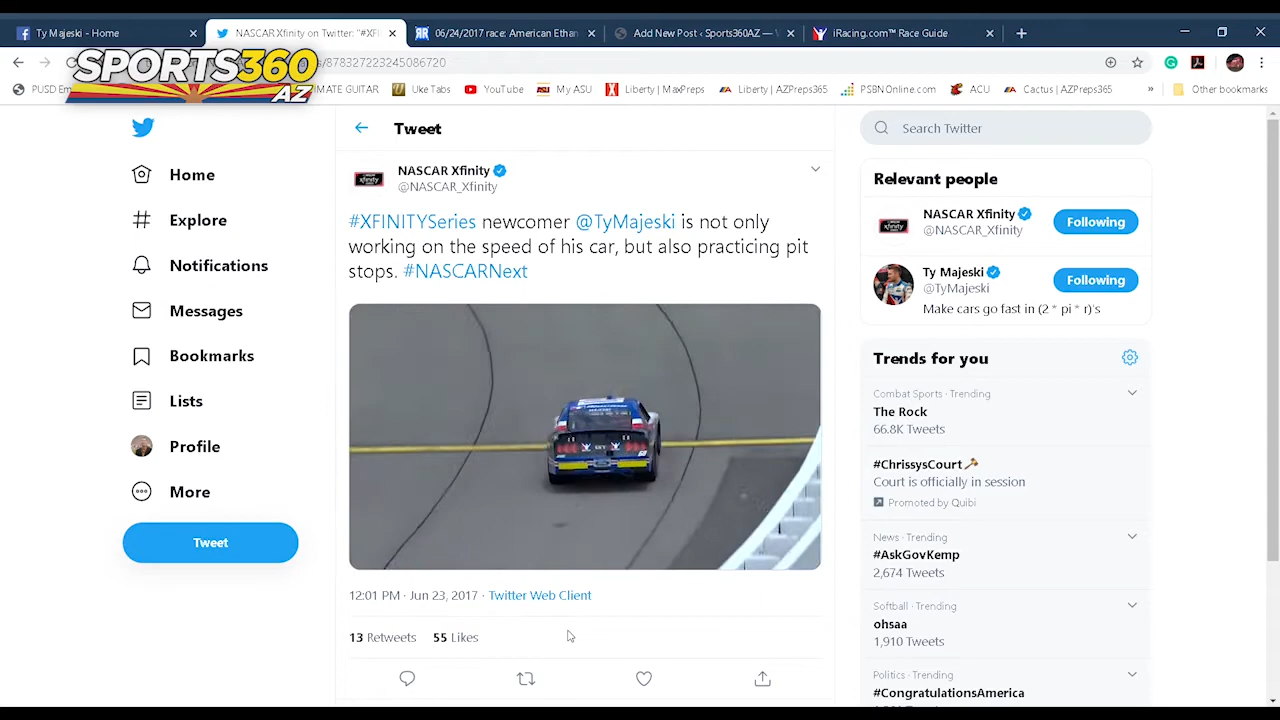 Ty Majeski - Home
NASCAR Xfinity on Twitter: "#XFI
06/24/2017 race: American Ethan
Add New Post ‹ Sports360AZ —
iRacing.com™ Race Guide
SPORTS360
AZ
/878327223245086720
PUSD Em
IMATE GUITAR
Uke Tabs
YouTube
My ASU
Liberty | MaxPreps
Liberty | AZPreps365
PSBNOnline.com
ACU
Cactus | AZPreps365
»
Other bookmarks
Tweet
Search Twitter
Home
Explore
Notifications
Messages
Bookmarks
Lists
Profile
More
Tweet
NASCAR Xfinity
@NASCAR_Xfinity
#XFINITYSeries newcomer @TyMajeski is not only
working on the speed of his car, but also practicing pit
stops. #NASCARNext
12:01 PM · Jun 23, 2017 · Twitter Web Client
13 Retweets 55 Likes
Relevant people
NASCAR Xfinity
@NASCAR_Xfinity
Following
Ty Majeski
@TyMajeski
Following
Make cars go fast in (2 * pi * r)'s
Trends for you
Combat Sports · Trending
The Rock
66.8K Tweets
#ChrissysCourt
Court is officially in session
Promoted by Quibi
News · Trending
#AskGovKemp
2,674 Tweets
Softball · Trending
ohsaa
1,910 Tweets
Politics · Trending
#CongratulationsAmerica